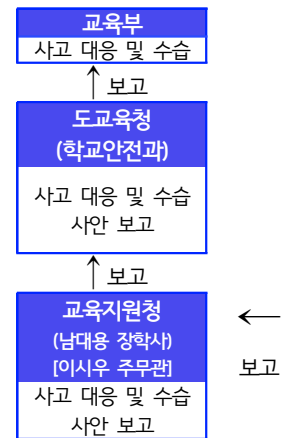 교육부
사고 대응 및 수습
보고
도교육청
(학교안전과)
사고 대응 및 수습
사안 보고
보고
교육지원청
(남대용 장학사)
[이시우 주무관]
보고
사고 대응 및 수습
사안 보고